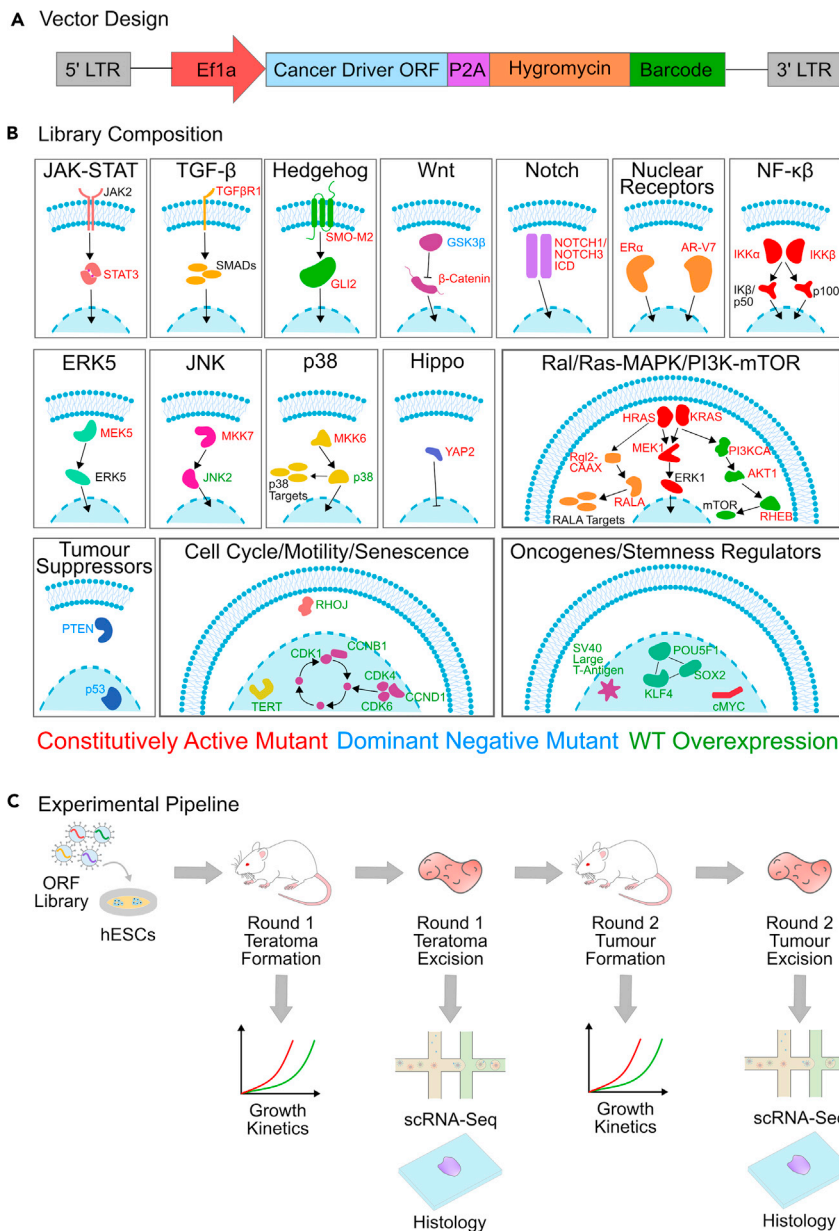 A Vector Design
5' LTR
Ef1a
Cancer Driver ORF
P2A
Hygromycin
Barcode
3' LTR
B Library Composition
JAK-STAT
JAK2
STAT3
TGF-β
TGFβR1
SMADs
Hedgehog
SMO-M2
GLI2
Wnt
GSK3β
β-Catenin
Notch
NOTCH1/
NOTCH3
ICD
Nuclear
Receptors
ERα
AR-V7
NF-κβ
IKKα
IKKβ
IKβ/
p50
p100
ERK5
MEK5
ERK5
JNK
MKK7
JNK2
p38
MKK6
p38
p38
Targets
Hippo
YAP2
Ral/Ras-MAPK/PI3K-mTOR
HRAS
KRAS
MEK1
PI3KCA
Rgl2-
CAAX
ERK1
AKT1
RALA
mTOR
RHEB
RALA Targets
Tumour
Suppressors
PTEN
p53
Cell Cycle/Motility/Senescence
RHOJ
CCNB1
CDK1
CDK4
CCND1
CDK6
TERT
Oncogenes/Stemness Regulators
SV40
Large
T-Antigen
POU5F1
SOX2
KLF4
cMYC
Constitutively Active Mutant Dominant Negative Mutant WT Overexpression
C Experimental Pipeline
ORF
Library
hESCs
Round 1
Teratoma
Formation
Round 1
Teratoma
Excision
Round 2
Tumour
Formation
Round 2
Tumour
Excision
Growth
Kinetics
scRNA-Seq
Histology
Growth
Kinetics
scRNA-Seq
Histology